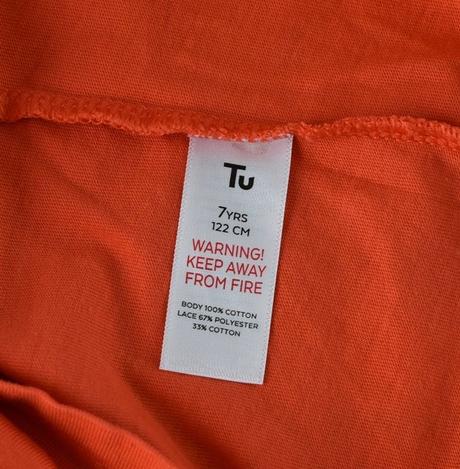 Tu
7YRS
122 CM
WARNING!
KEEP AWAY
FROM FIRE
BODY 100% COTTON
LACE 67% POLYESTER
33% COTTON